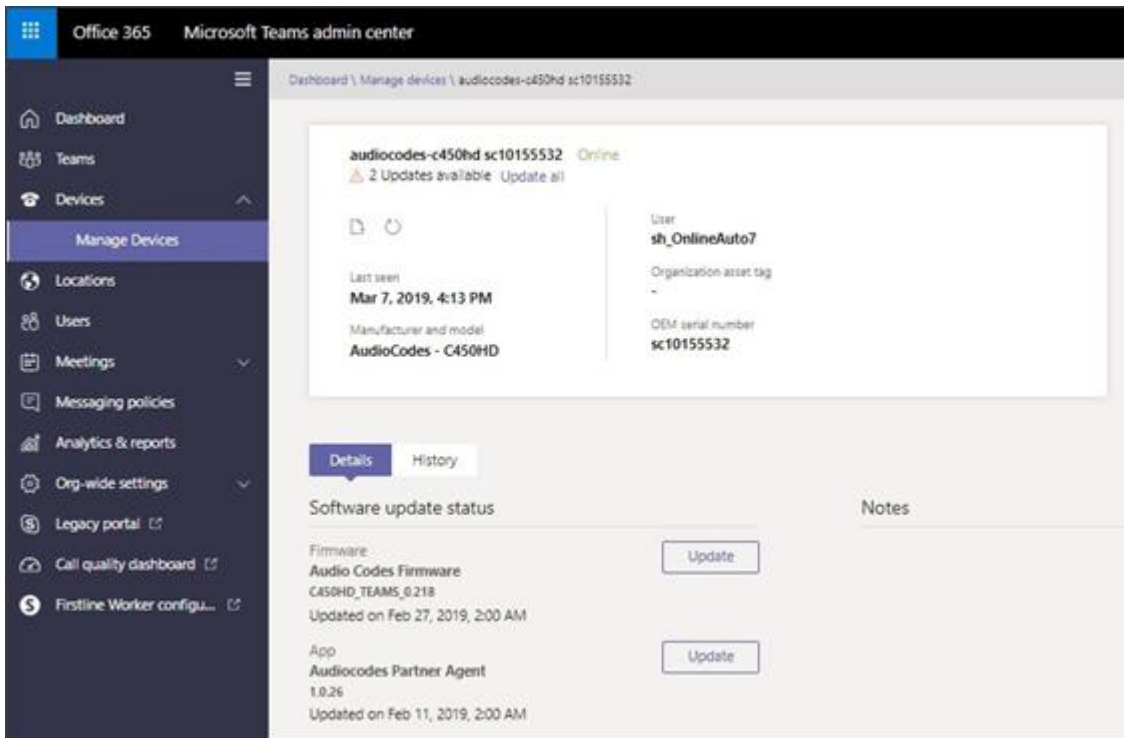 Office 365
Microsoft Teams admin center
Dashboard \ Manage devices \ audiocodes-c450hd sc10155532
Dashboard
Teams
Devices
Manage Devices
Locations
Users
Meetings
Messaging policies
Analytics & reports
Org-wide settings
Legacy portal
Call quality dashboard
Firstline Worker configu...
audiocodes-c450hd sc10155532 Online
2 Updates available Update all
Last seen
Mar 7, 2019, 4:13 PM
Manufacturer and model
AudioCodes - C450HD
User
sh_OnlineAuto7
Organization asset tag
-
OEM serial number
sc10155532
Details
History
Software update status
Firmware
Audio Codes Firmware
C450HD_TEAMS_0.218
Updated on Feb 27, 2019, 2:00 AM
Update
App
Audiocodes Partner Agent
1.0.26
Updated on Feb 11, 2019, 2:00 AM
Update
Notes